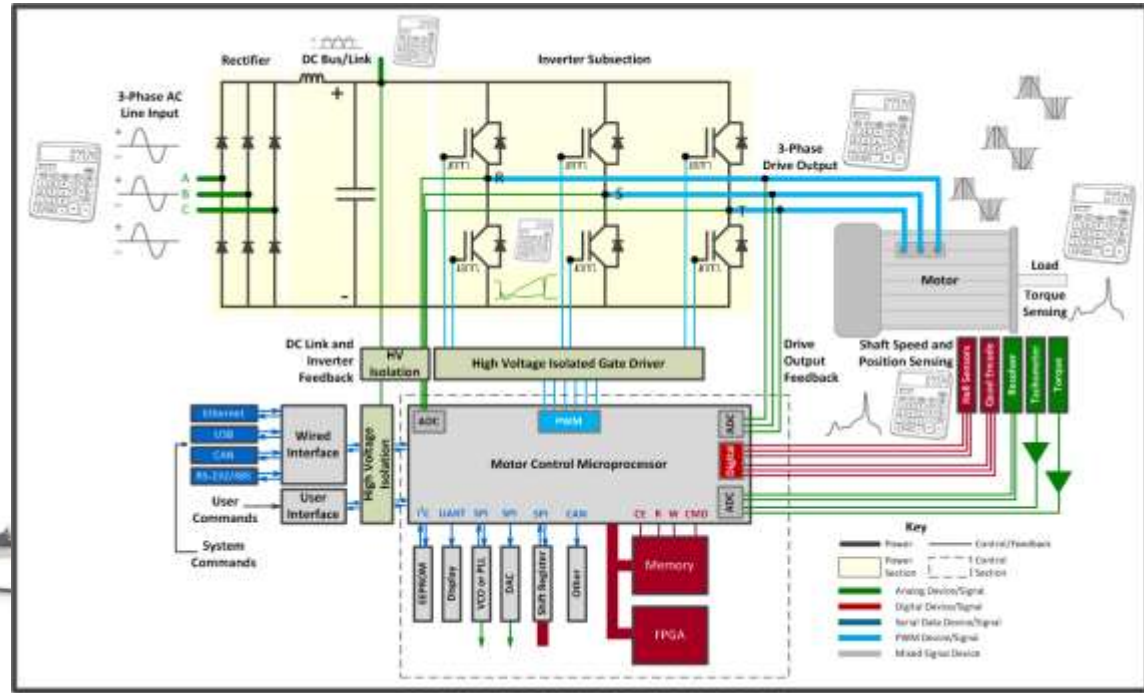 Rectifier
DC Bus/Link
Inverter Subsection
3-Phase AC
Line Input
+
-
+
-
+
-
A
B
C
+
-
R
S
T
3-Phase
Drive Output
Motor
Load
Torque
Sensing
DC Link and
Inverter
Feedback
HV
Isolation
High Voltage Isolated Gate Driver
Drive
Output
Feedback
Shaft Speed and
Position Sensing
Hall Sensors
Quad Encode
Resolver
Tachometer
Torque
Ethernet
USB
CAN
RS-232/485
Wired
Interface
User
Interface
High Voltage
Isolation
User
Commands
System
Commands
ADC
PWM
ADC
Digital
ADC
Motor Control Microprocessor
I²C
UART
SPI
SPI
SPI
CAN
CE
R
W
CMD
EEPROM
Display
VCO or PLL
DAC
Shift Register
Other
Memory
FPGA
Key
Power
Control/Feedback
Power
Section
Control
Section
Analog Device/Signal
Digital Device/Signal
Serial Data Device/Signal
PWM Device/Signal
Mixed Signal Device